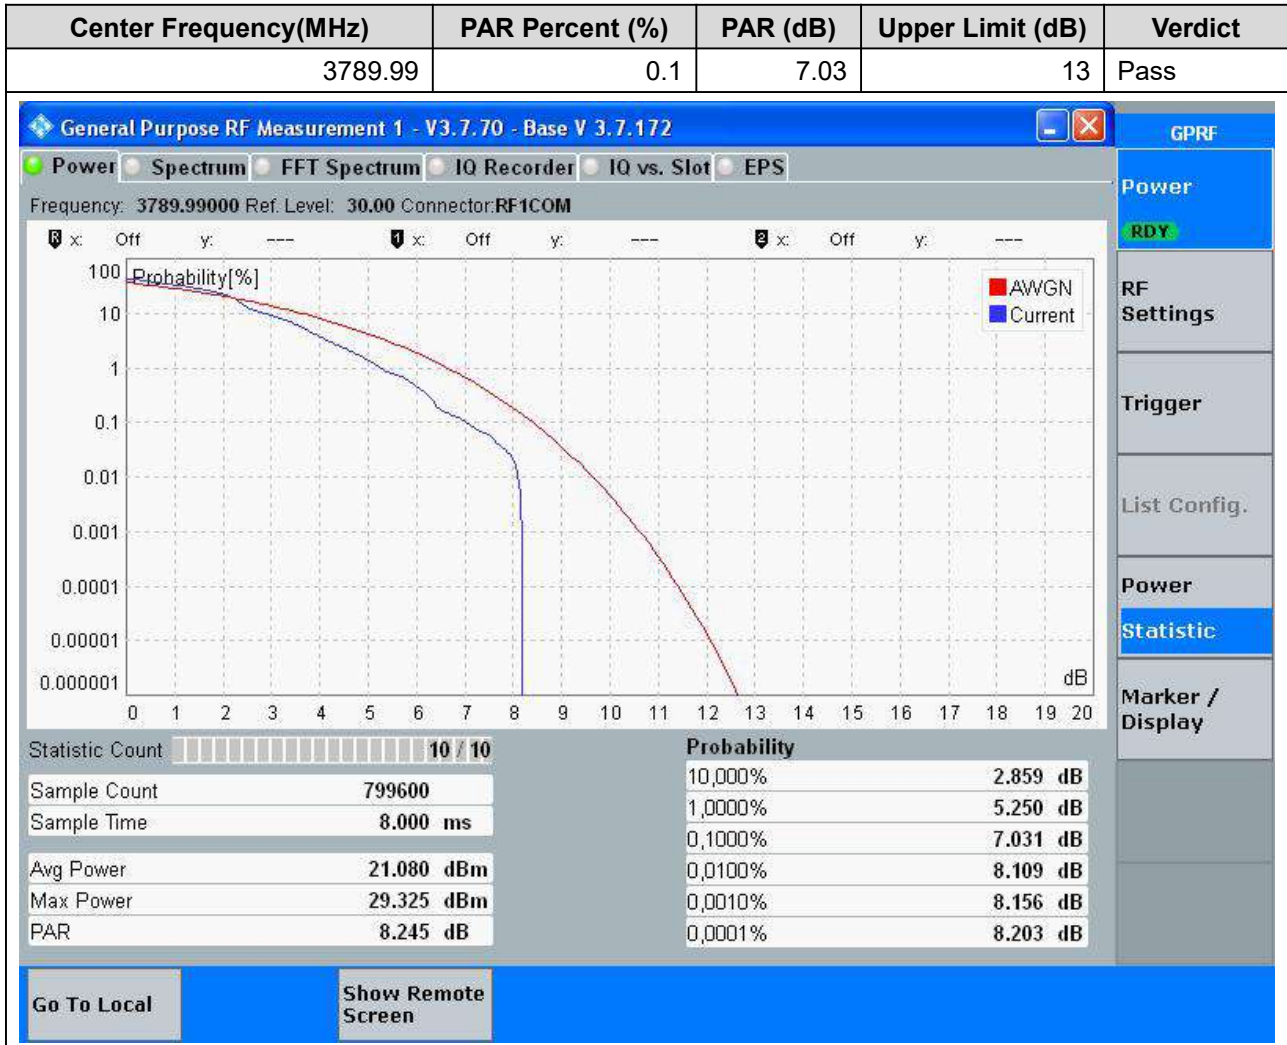 Center Frequency(MHz) PAR Percent (%) PAR (dB) Upper Limit (dB) Verdict
3789.99 0.1 7.03 13 Pass
General Purpose RF Measurement 1 - V3.7.70 - Base V 3.7.172
GPRF
Power Spectrum FFT Spectrum IQ Recorder IQ vs. Slot EPS
Frequency: 3789.99000 Ref. Level: 30.00 Connector:RF1COM
R x: Off y: --- 1 x: Off y: --- 2 x: Off y: ---
Probability[%]
AWGN
Current
100
10
1
0.1
0.01
0.001
0.0001
0.00001
0.000001
dB
0 1 2 3 4 5 6 7 8 9 10 11 12 13 14 15 16 17 18 19 20
Statistic Count 10 / 10
Sample Count 799600
Sample Time 8.000 ms
Avg Power 21.080 dBm
Max Power 29.325 dBm
PAR 8.245 dB
Probability
10,000% 2.859 dB
1,0000% 5.250 dB
0,1000% 7.031 dB
0,0100% 8.109 dB
0,0010% 8.156 dB
0,0001% 8.203 dB
Power
RDY
RF
Settings
Trigger
List Config.
Power
Statistic
Marker /
Display
Go To Local
Show Remote
Screen